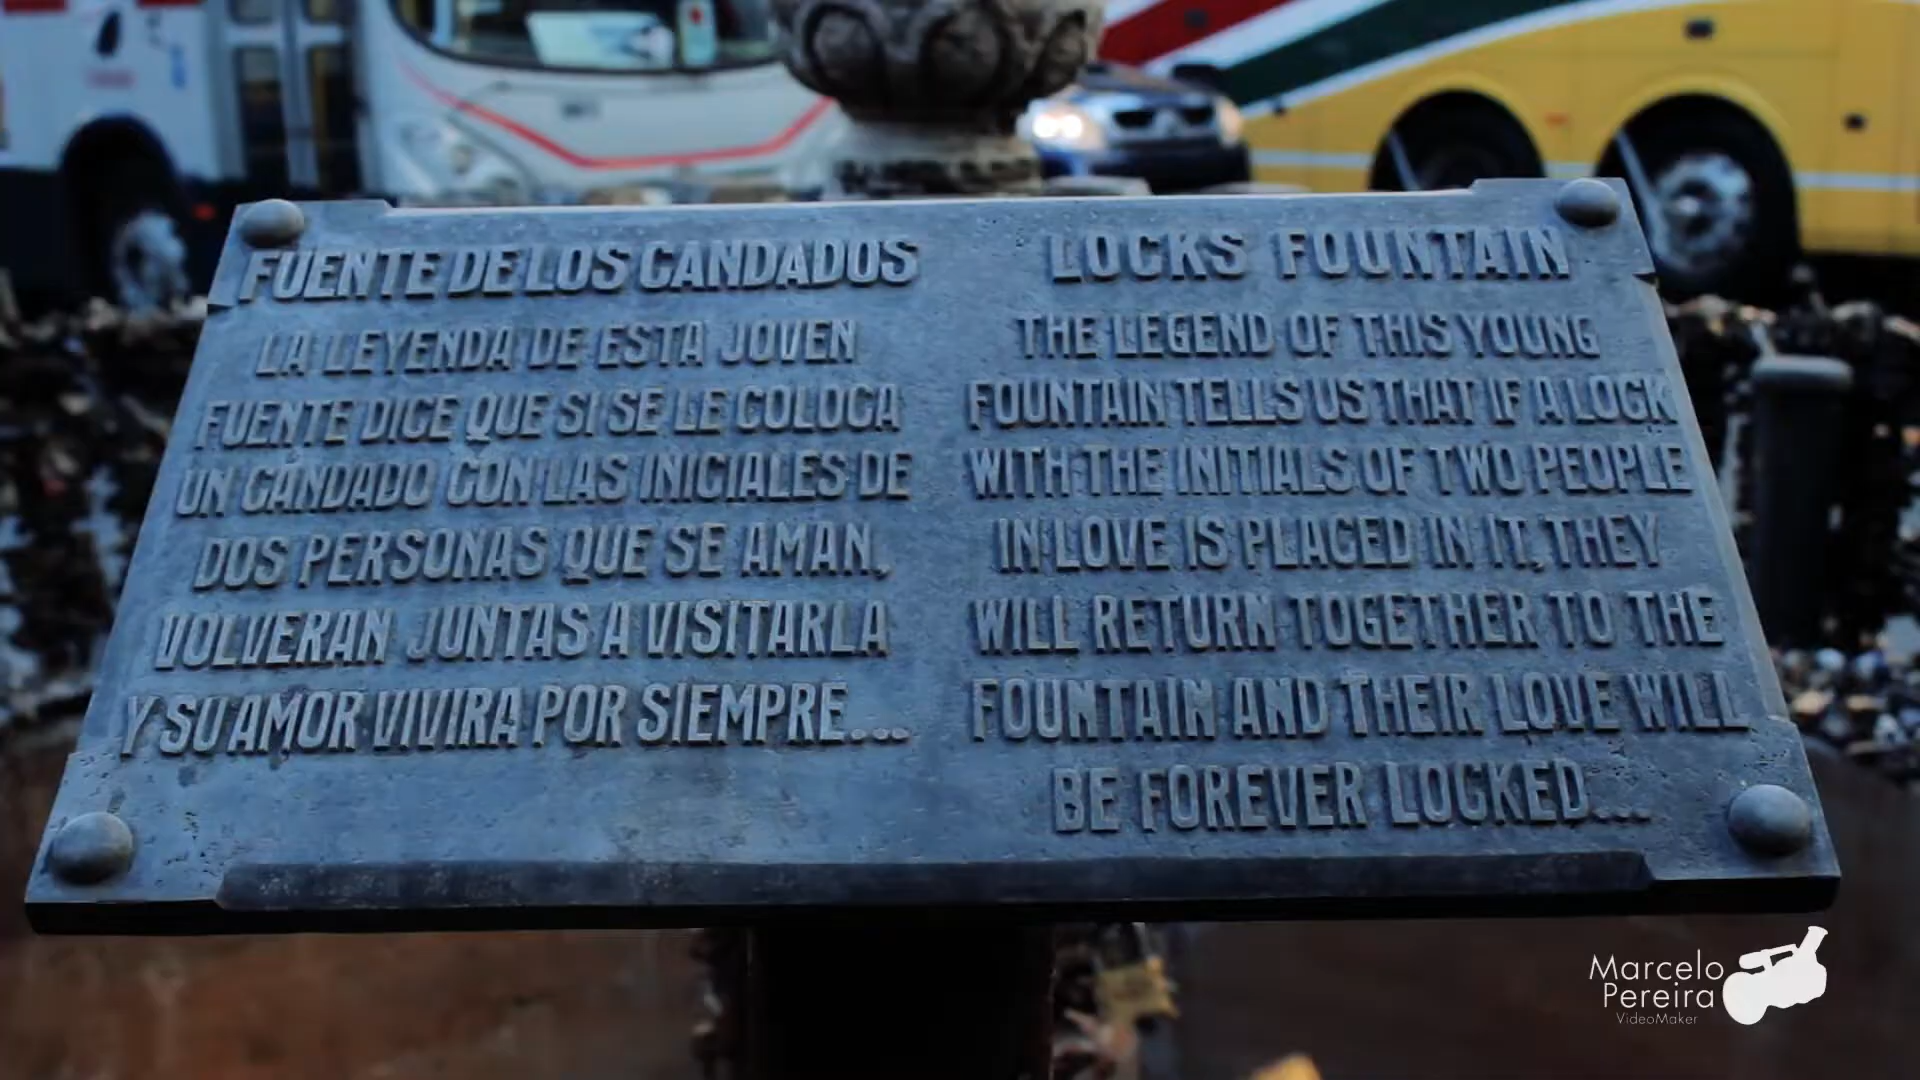 FUENTE DE LOS CANDADOS
LA LEYENDA DE ESTA JOVEN
FUENTE DICE QUE SI SE LE COLOCA
UN CANDADO CON LAS INICIALES DE
DOS PERSONAS QUE SE AMAN,
VOLVERAN JUNTAS A VISITARLA
Y SU AMOR VIVIRA POR SIEMPRE...
LOCKS FOUNTAIN
THE LEGEND OF THIS YOUNG
FOUNTAIN TELLS US THAT IF A LOCK
WITH THE INITIALS OF TWO PEOPLE
IN LOVE IS PLACED IN IT, THEY
WILL RETURN TOGETHER TO THE
FOUNTAIN AND THEIR LOVE WILL
BE FOREVER LOCKED...
Marcelo
Pereira
VideoMaker